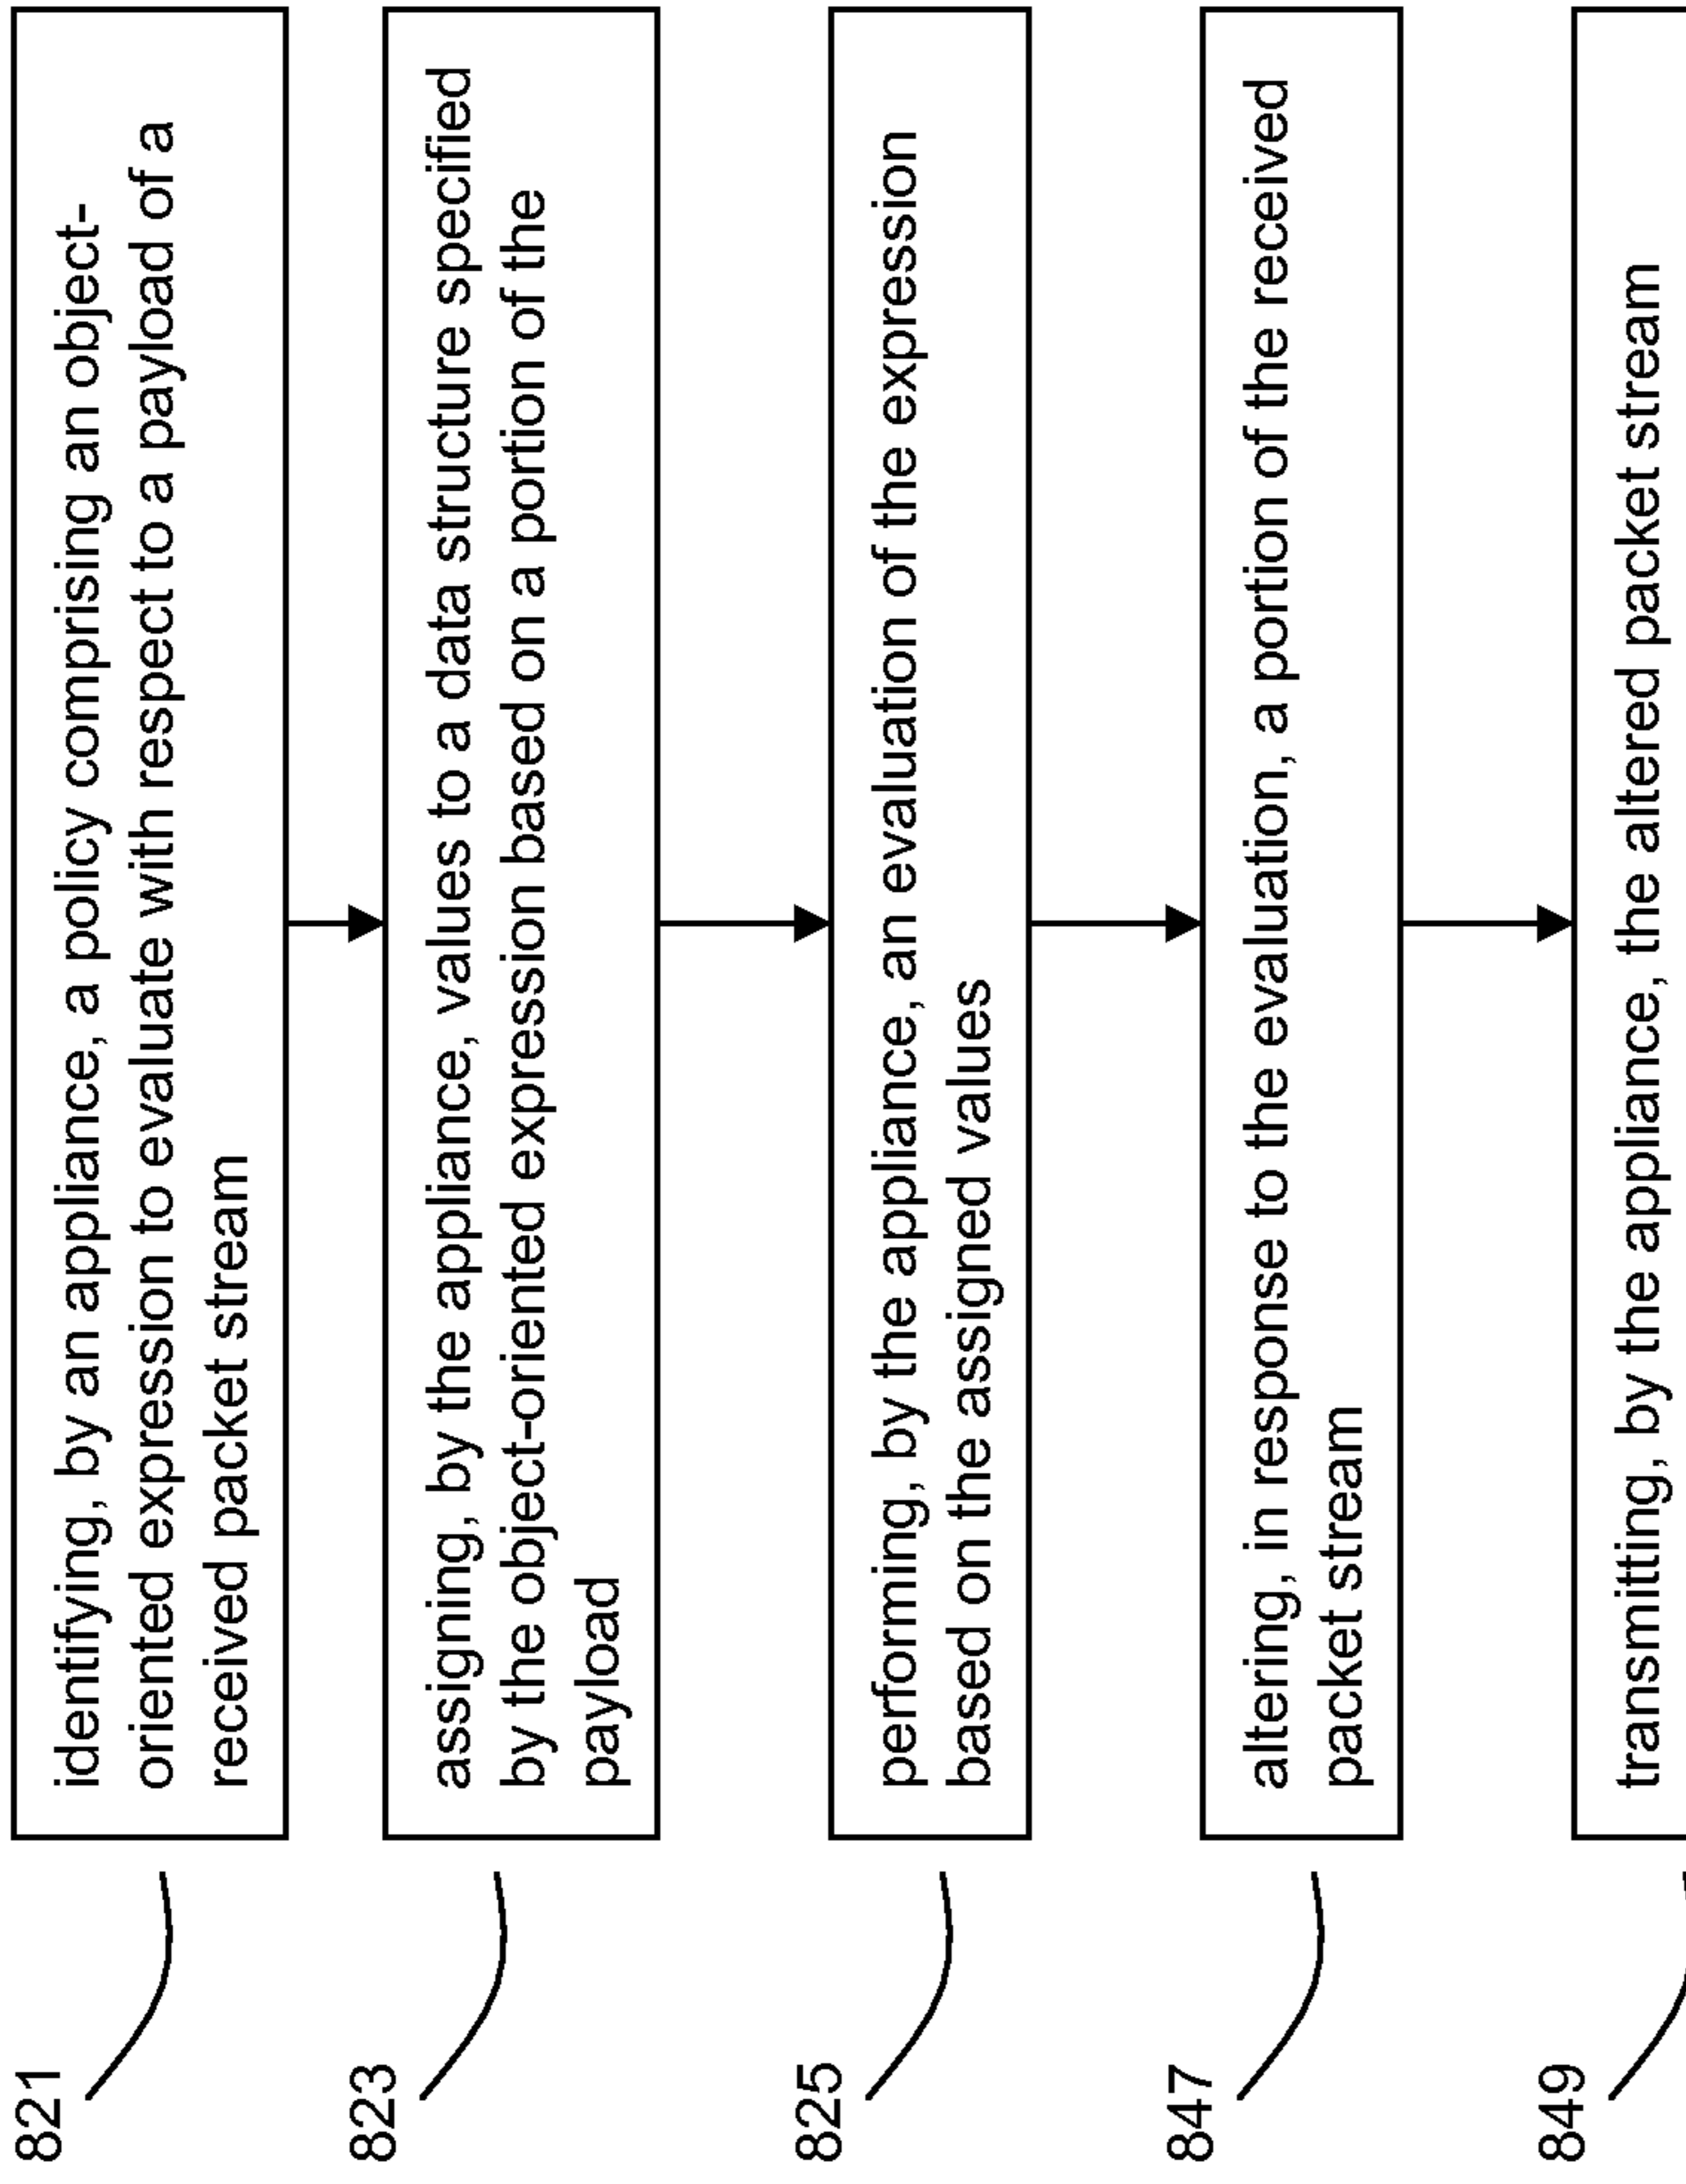 821
identifying, by an appliance, a policy comprising an object-
oriented expression to evaluate with respect to a payload of a
received packet stream
823
assigning, by the appliance, values to a data structure specified
by the object-oriented expression based on a portion of the
payload
825
performing, by the appliance, an evaluation of the expression
based on the assigned values
847
altering, in response to the evaluation, a portion of the received
packet stream
849
transmitting, by the appliance, the altered packet stream